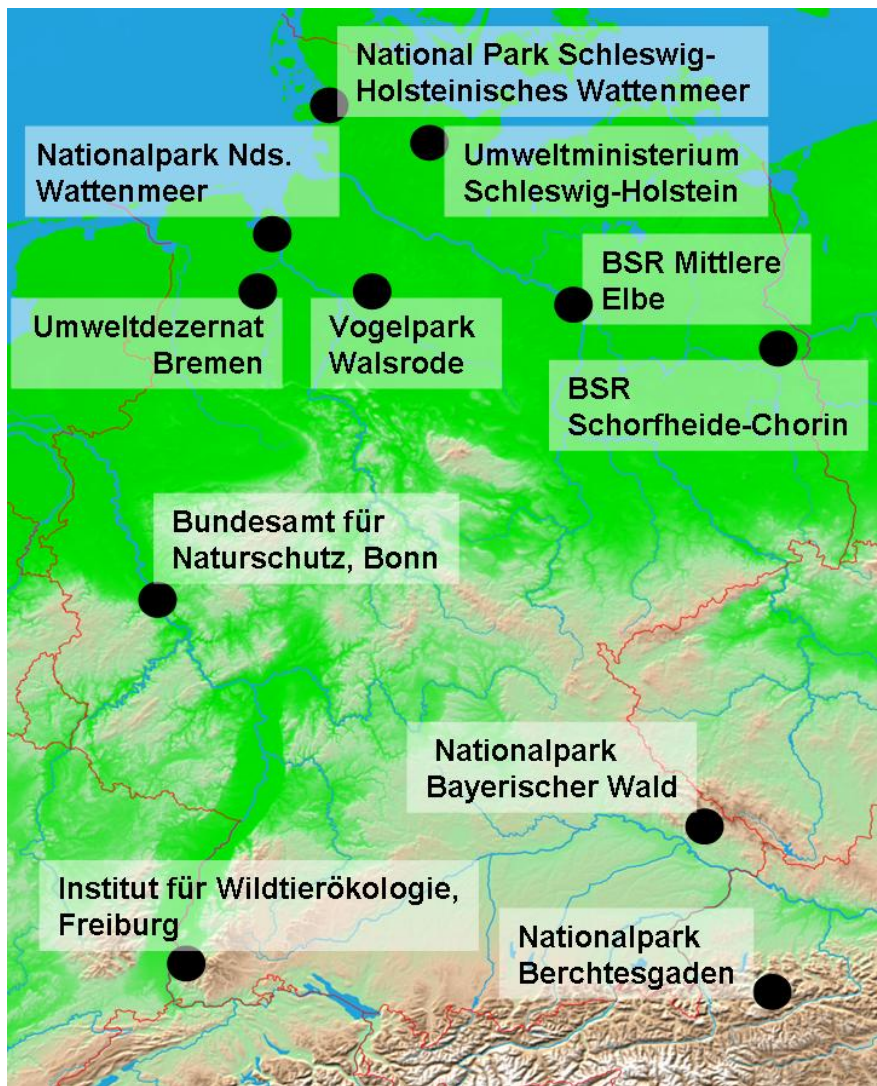 National Park Schleswig-
Holsteinisches Wattenmeer
Nationalpark Nds.
Wattenmeer
Umweltministerium
Schleswig-Holstein
BSR Mittlere
Elbe
Umweltdezernat
Bremen
Vogelpark
Walsrode
BSR
Schorfheide-Chorin
Bundesamt für
Naturschutz, Bonn
Nationalpark
Bayerischer Wald
Institut für Wildtierökologie,
Freiburg
Nationalpark
Berchtesgaden